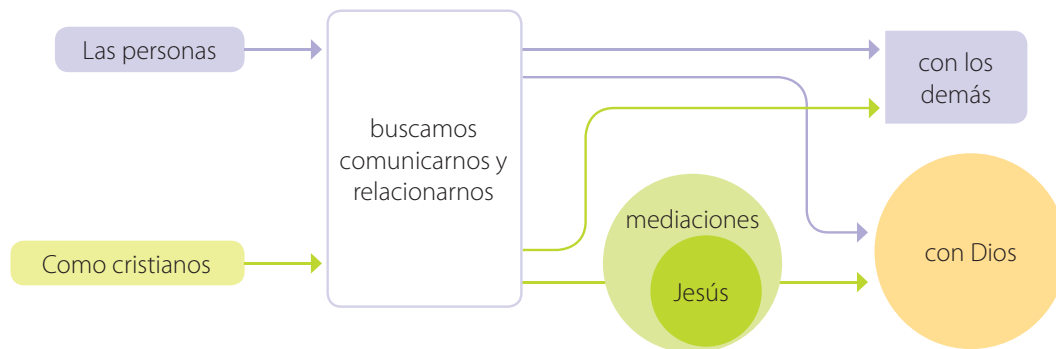 Las personas
buscamos
comunicarnos y
relacionarnos
con los
demás
mediaciones
Como cristianos
Jesús
con Dios